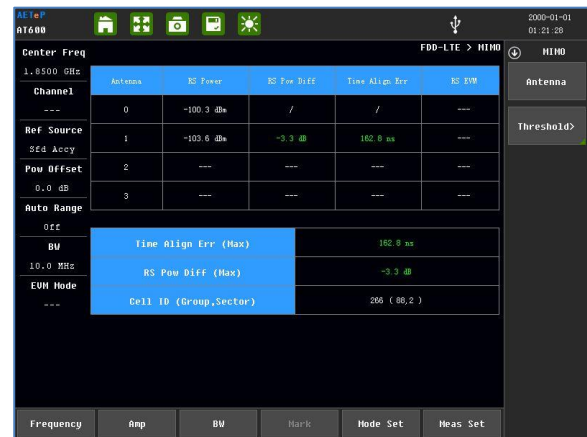 AETeP
AT600
2000-01-01
01:21:28
Center Freq
1.8500 GHz
Channel
---
Ref Source
Sfd Accy
Pow Offset
0.0 dB
Auto Range
Off
BW
10.0 MHz
EVM Mode
---
FDD-LTE > MIMO
Antenna RS Power RS Pow Diff Time Align Err RS EVM
0 -100.3 dBm / / ---
1 -103.6 dBm -3.3 dB 162.8 ns ---
2 --- --- --- ---
3 --- --- --- ---
Time Align Err (Max) 162.8 ns
RS Pow Diff (Max) -3.3 dB
Cell ID (Group,Sector) 266 ( 88,2 )
MIMO
Antenna
Threshold>
Frequency Amp BW Mark Mode Set Meas Set